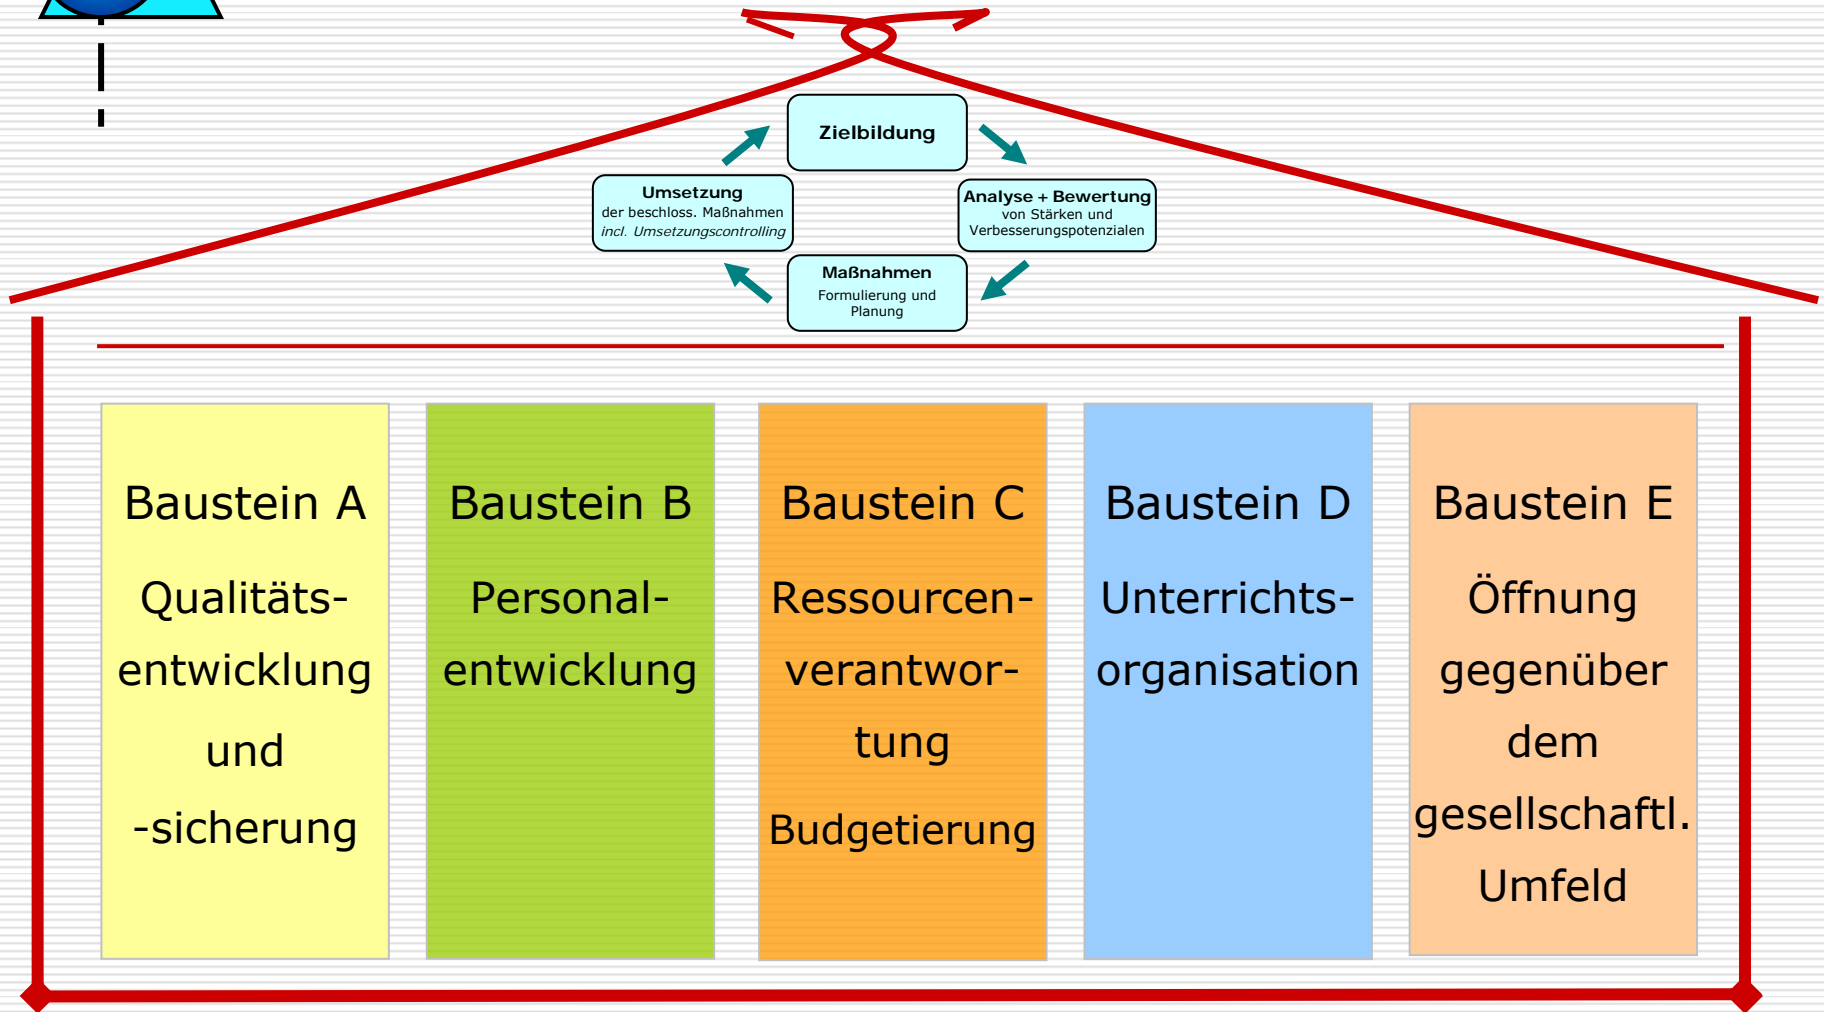 Zielbildung
Umsetzung
der beschloss. Maßnahmen
incl. Umsetzungscontrolling
Analyse + Bewertung
von Stärken und
Verbesserungspotenzialen
Maßnahmen
Formulierung und
Planung
Baustein A
Qualitäts-
entwicklung
und
-sicherung
Baustein B
Personal-
entwicklung
Baustein C
Ressourcen-
verantwor-
tung
Budgetierung
Baustein D
Unterrichts-
organisation
Baustein E
Öffnung
gegenüber
dem
gesellschaftl.
Umfeld